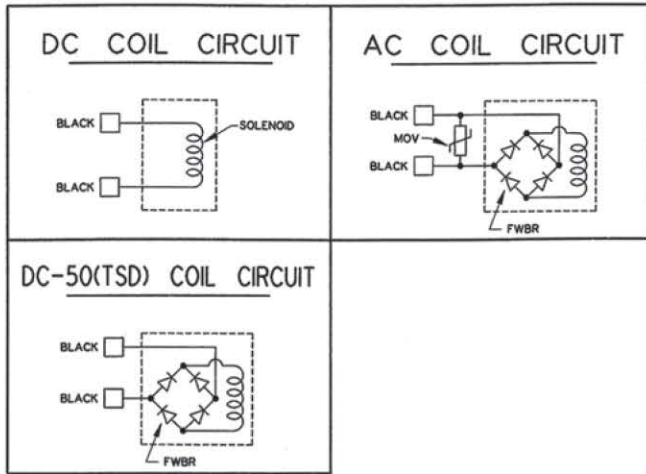 DC COIL CIRCUIT
BLACK
SOLENOID
BLACK
AC COIL CIRCUIT
BLACK
MOV
BLACK
FWBR
DC-50(TSD) COIL CIRCUIT
BLACK
BLACK
FWBR